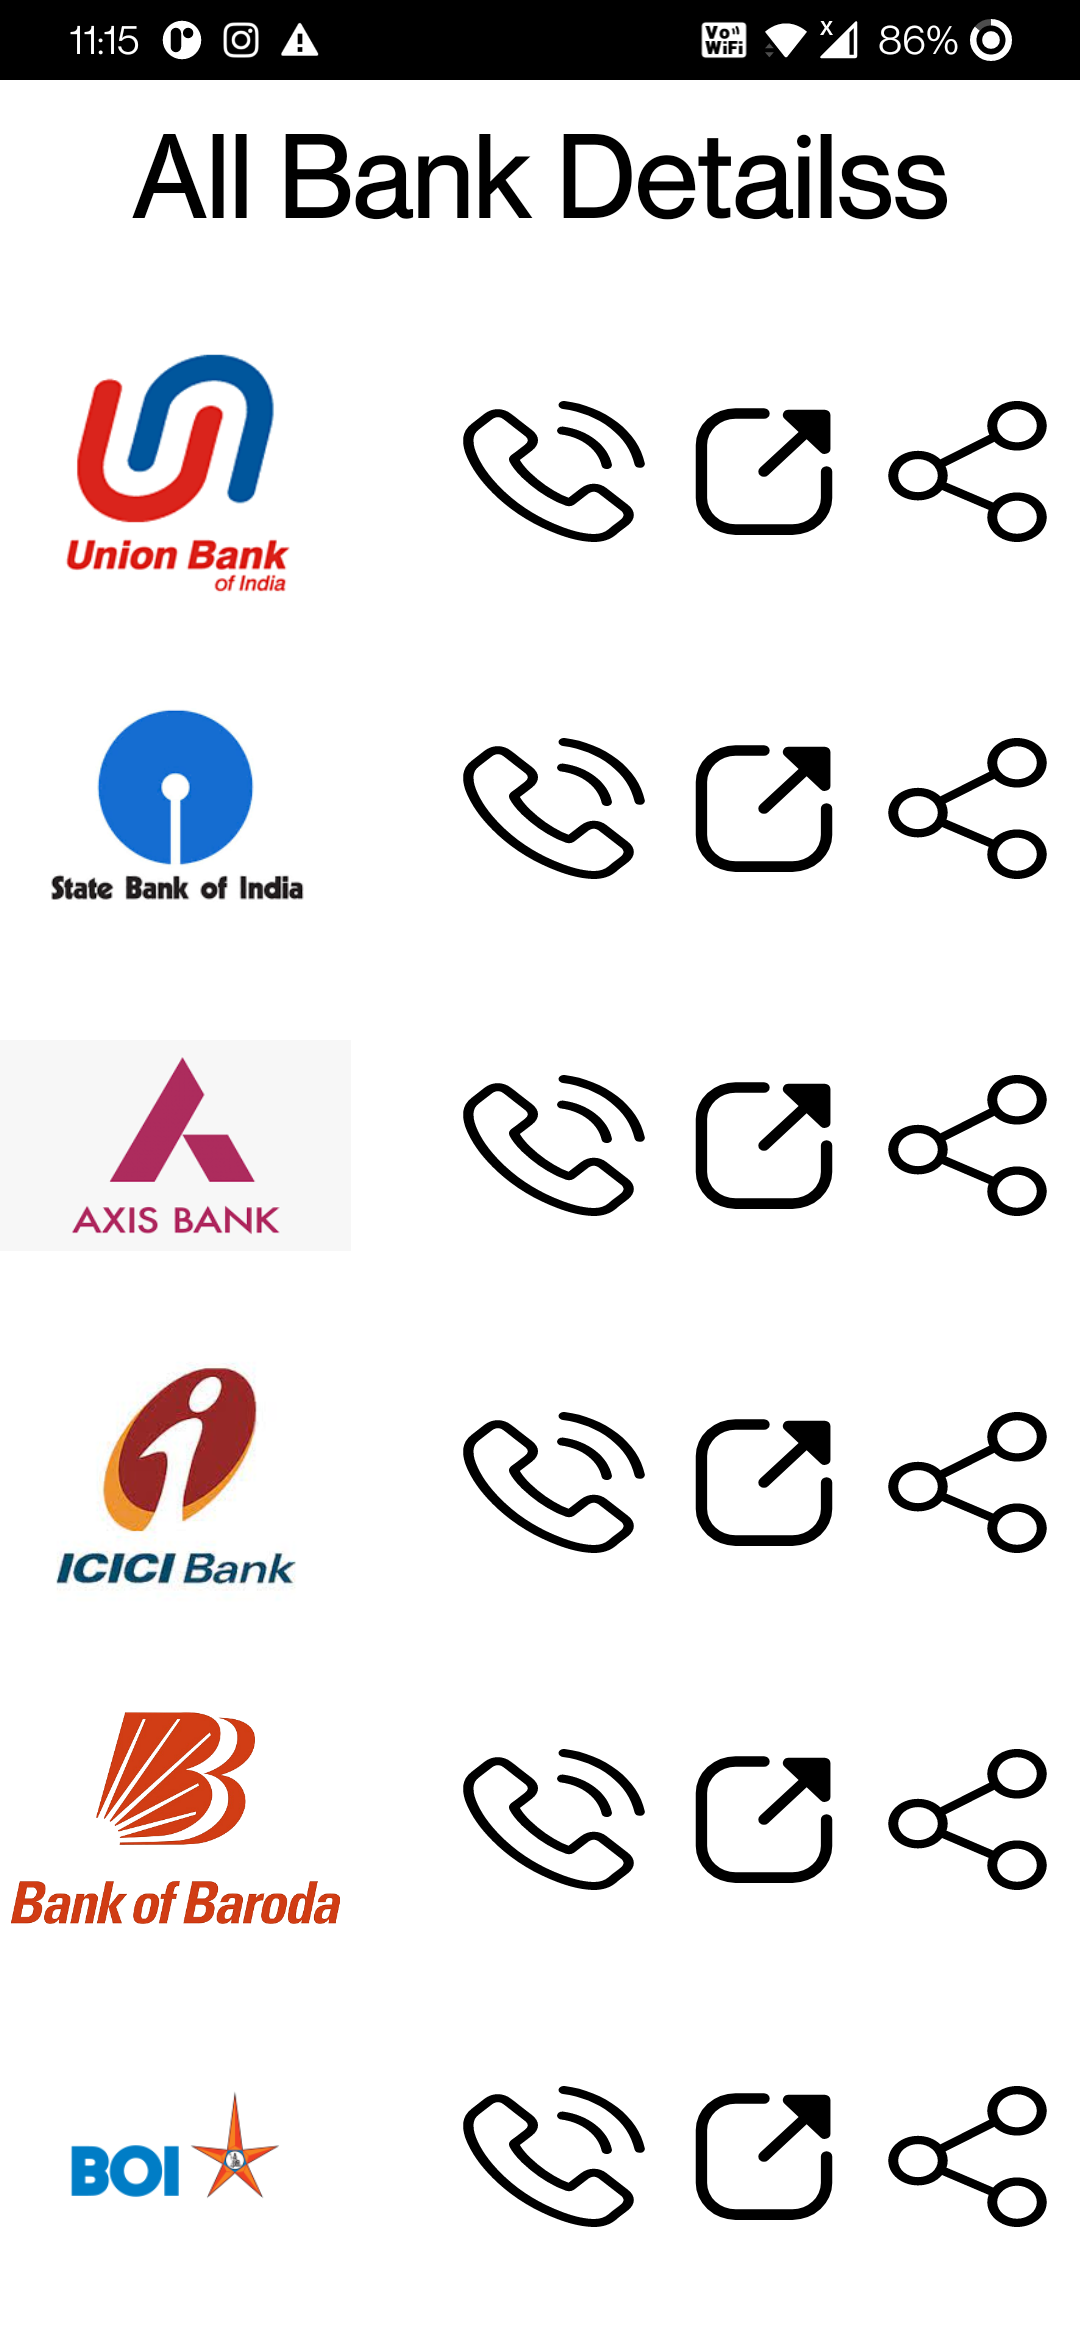 11:15 Vo)) WiFi X 86%
All Bank Detailss
Union Bank
of India
State Bank of India
AXIS BANK
ICICI Bank
Bank of Baroda
BOI